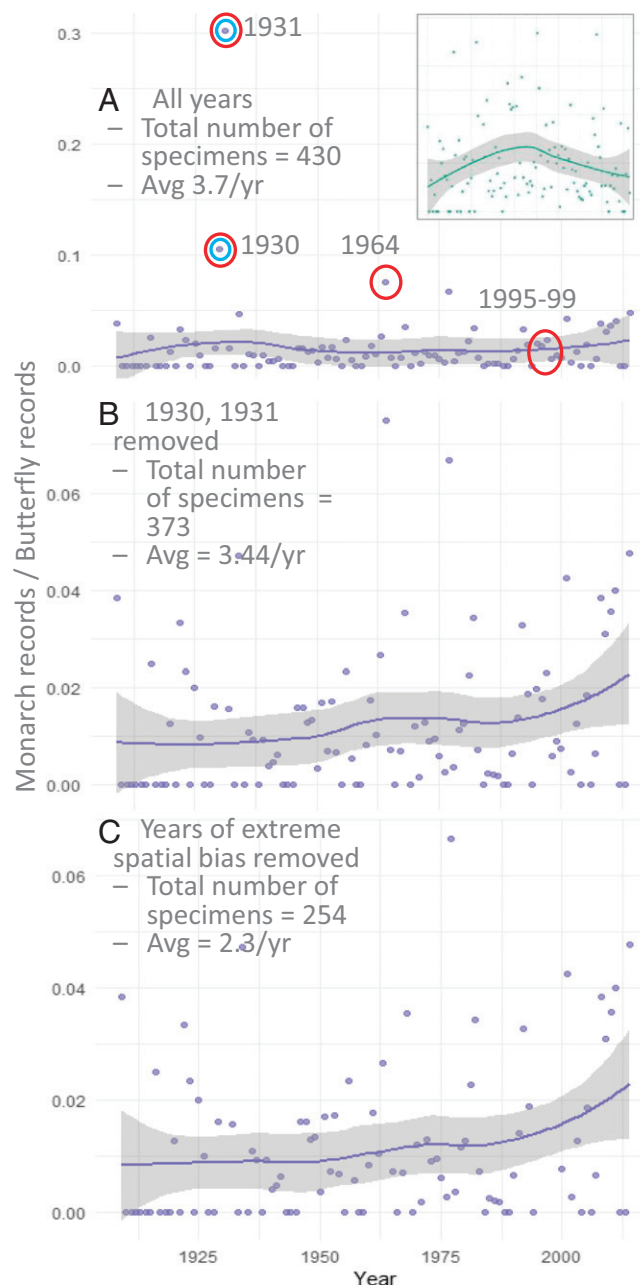 0.3
1931
A All years
– Total number of
specimens = 430
– Avg 3.7/yr
0.2
1930
1964
0.1
1995-99
0.0
Monarch records / Butterfly records
B 1930, 1931
removed
– Total number
of specimens =
373
– Avg = 3.44/yr
0.06
0.04
0.02
0.00
C Years of extreme
spatial bias removed
– Total number of
specimens = 254
– Avg = 2.3/yr
0.06
0.04
0.02
0.00
1925 1950 1975 2000
Year